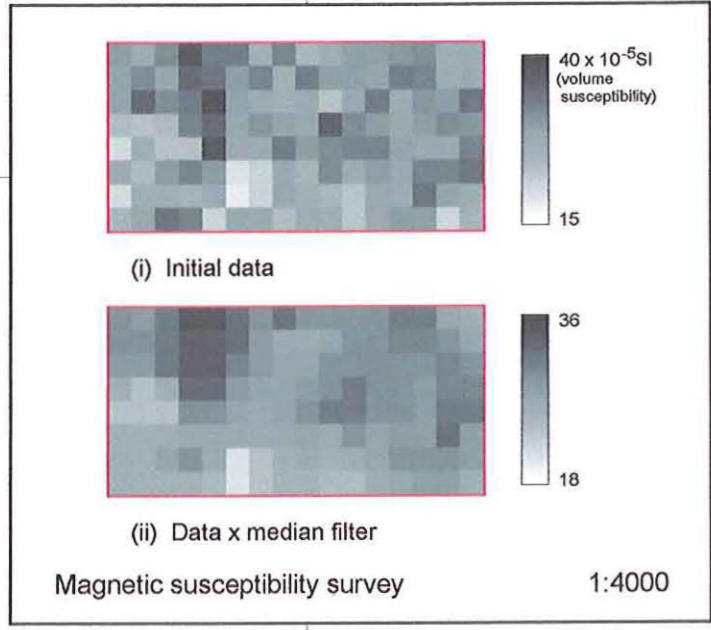 40 x 10⁻⁵SI
(volume
susceptibility)
15
(i) Initial data
36
18
(ii) Data x median filter
Magnetic susceptibility survey
1:4000